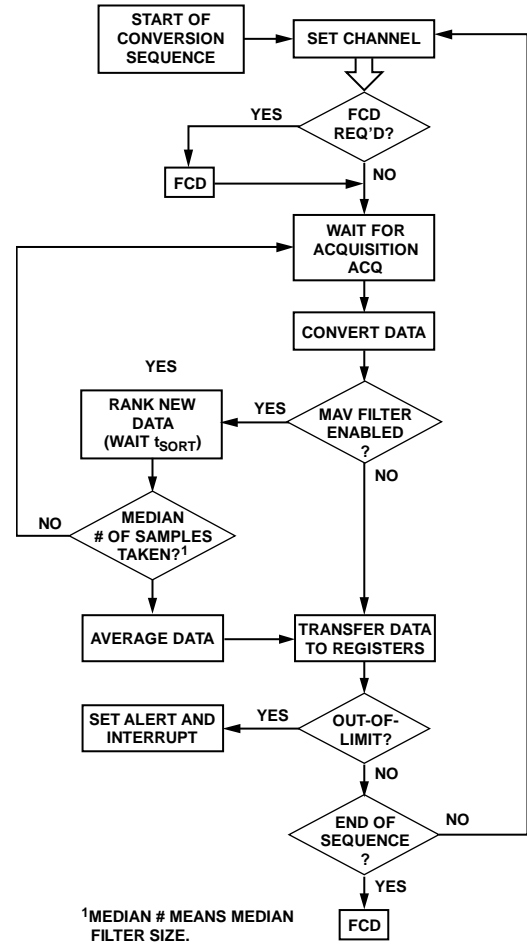 START OF
CONVERSION
SEQUENCE
SET CHANNEL
YES
FCD
REQ'D?
FCD
NO
WAIT FOR
ACQUISITION
ACQ
CONVERT DATA
YES
RANK NEW
DATA
(WAIT tSORT)
YES
MAV FILTER
ENABLED
?
NO
NO
MEDIAN
# OF SAMPLES
TAKEN?1
AVERAGE DATA
TRANSFER DATA
TO REGISTERS
SET ALERT AND
INTERRUPT
YES
OUT-OF-
LIMIT?
NO
END OF
SEQUENCE
?
NO
YES
FCD
1MEDIAN # MEANS MEDIAN
FILTER SIZE.